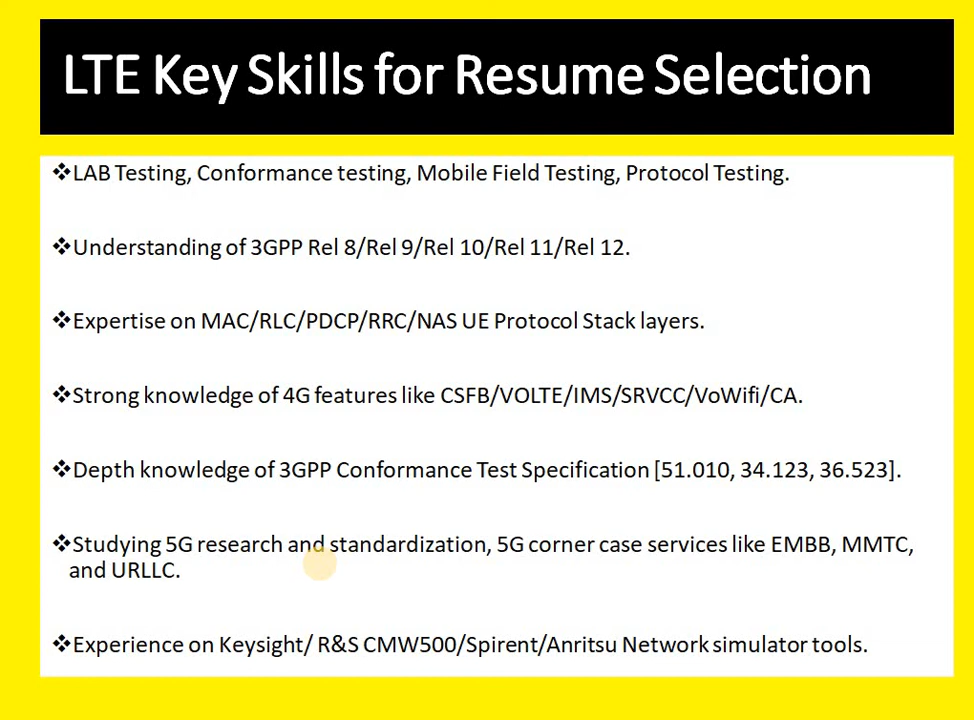 LTE Key Skills for Resume Selection
❖LAB Testing, Conformance testing, Mobile Field Testing, Protocol Testing.
❖Understanding of 3GPP Rel 8/Rel 9/Rel 10/Rel 11/Rel 12.
❖Expertise on MAC/RLC/PDCP/RRC/NAS UE Protocol Stack layers.
❖Strong knowledge of 4G features like CSFB/VOLTE/IMS/SRVCC/VoWifi/CA.
❖Depth knowledge of 3GPP Conformance Test Specification [51.010, 34.123, 36.523].
❖Studying 5G research and standardization, 5G corner case services like EMBB, MMTC,
and URLLC.
❖Experience on Keysight/ R&S CMW500/Spirent/Anritsu Network simulator tools.